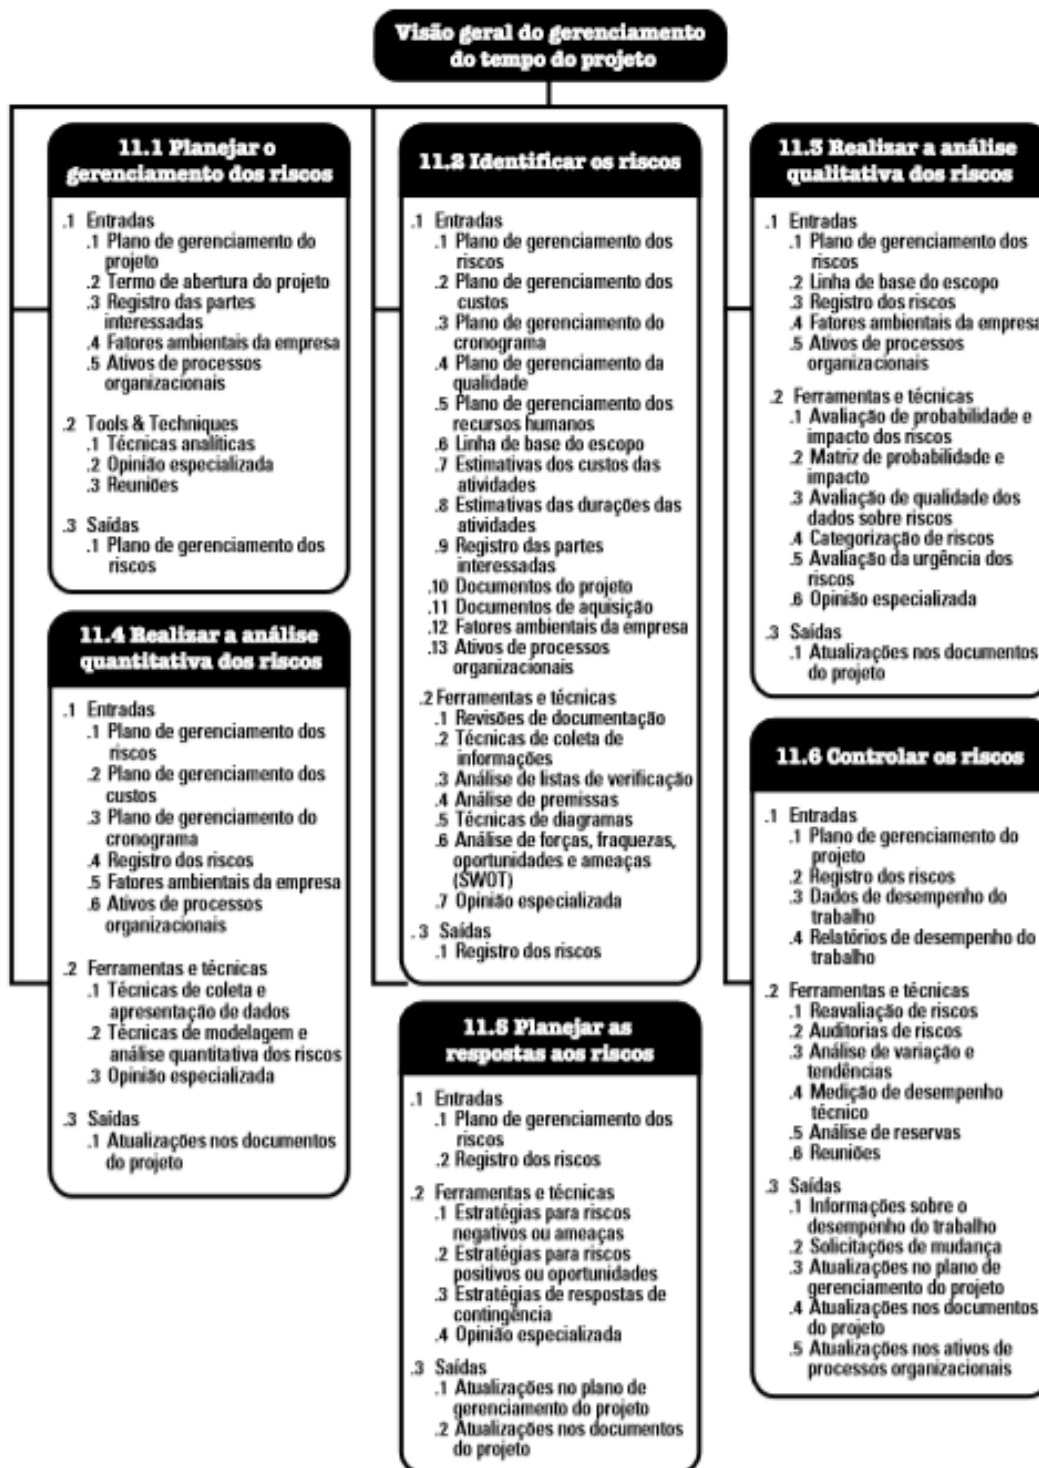 Visão geral do gerenciamento
do tempo do projeto
11.1 Planejar o
gerenciamento dos riscos
.1 Entradas
.1 Plano de gerenciamento do
projeto
.2 Termo de abertura do projeto
.3 Registro das partes
interessadas
.4 Fatores ambientais da empresa
.5 Ativos de processos
organizacionais
.2 Tools & Techniques
.1 Técnicas analíticas
.2 Opinião especializada
.3 Reuniões
.3 Saídas
.1 Plano de gerenciamento dos
riscos
11.2 Identificar os riscos
.1 Entradas
.1 Plano de gerenciamento dos
riscos
.2 Plano de gerenciamento dos
custos
.3 Plano de gerenciamento do
cronograma
.4 Plano de gerenciamento da
qualidade
.5 Plano de gerenciamento dos
recursos humanos
.6 Linha de base do escopo
.7 Estimativas dos custos das
atividades
.8 Estimativas das durações das
atividades
.9 Registro das partes
interessadas
.10 Documentos do projeto
.11 Documentos de aquisição
.12 Fatores ambientais da empresa
.13 Ativos de processos
organizacionais
.2 Ferramentas e técnicas
.1 Revisões de documentação
.2 Técnicas de coleta de
informações
.3 Análise de listas de verificação
.4 Análise de premissas
.5 Técnicas de diagramas
.6 Análise de forças, fraquezas,
oportunidades e ameaças
(SWOT)
.7 Opinião especializada
.3 Saídas
.1 Registro dos riscos
11.3 Realizar a análise
qualitativa dos riscos
.1 Entradas
.1 Plano de gerenciamento dos
riscos
.2 Linha de base do escopo
.3 Registro dos riscos
.4 Fatores ambientais da empresa
.5 Ativos de processos
organizacionais
.2 Ferramentas e técnicas
.1 Avaliação de probabilidade e
impacto dos riscos
.2 Matriz de probabilidade e
impacto
.3 Avaliação de qualidade dos
dados sobre riscos
.4 Categorização de riscos
.5 Avaliação da urgência dos
riscos
.6 Opinião especializada
.3 Saídas
.1 Atualizações nos documentos
do projeto
11.4 Realizar a análise
quantitativa dos riscos
.1 Entradas
.1 Plano de gerenciamento dos
riscos
.2 Plano de gerenciamento dos
custos
.3 Plano de gerenciamento do
cronograma
.4 Registro dos riscos
.5 Fatores ambientais da empresa
.6 Ativos de processos
organizacionais
.2 Ferramentas e técnicas
.1 Técnicas de coleta e
apresentação de dados
.2 Técnicas de modelagem e
análise quantitativa dos riscos
.3 Opinião especializada
.3 Saídas
.1 Atualizações nos documentos
do projeto
11.5 Planejar as
respostas aos riscos
.1 Entradas
.1 Plano de gerenciamento dos
riscos
.2 Registro dos riscos
.2 Ferramentas e técnicas
.1 Estratégias para riscos
negativos ou ameaças
.2 Estratégias para riscos
positivos ou oportunidades
.3 Estratégias de respostas de
contingência
.4 Opinião especializada
.3 Saídas
.1 Atualizações no plano de
gerenciamento do projeto
.2 Atualizações nos documentos
do projeto
11.6 Controlar os riscos
.1 Entradas
.1 Plano de gerenciamento do
projeto
.2 Registro dos riscos
.3 Dados de desempenho do
trabalho
.4 Relatórios de desempenho do
trabalho
.2 Ferramentas e técnicas
.1 Reavaliação de riscos
.2 Auditorias de riscos
.3 Análise de variação e
tendências
.4 Medição de desempenho
técnico
.5 Análise de reservas
.6 Reuniões
.3 Saídas
.1 Informações sobre o
desempenho do trabalho
.2 Solicitações de mudança
.3 Atualizações no plano de
gerenciamento do projeto
.4 Atualizações nos documentos
do projeto
.5 Atualizações nos ativos de
processos organizacionais